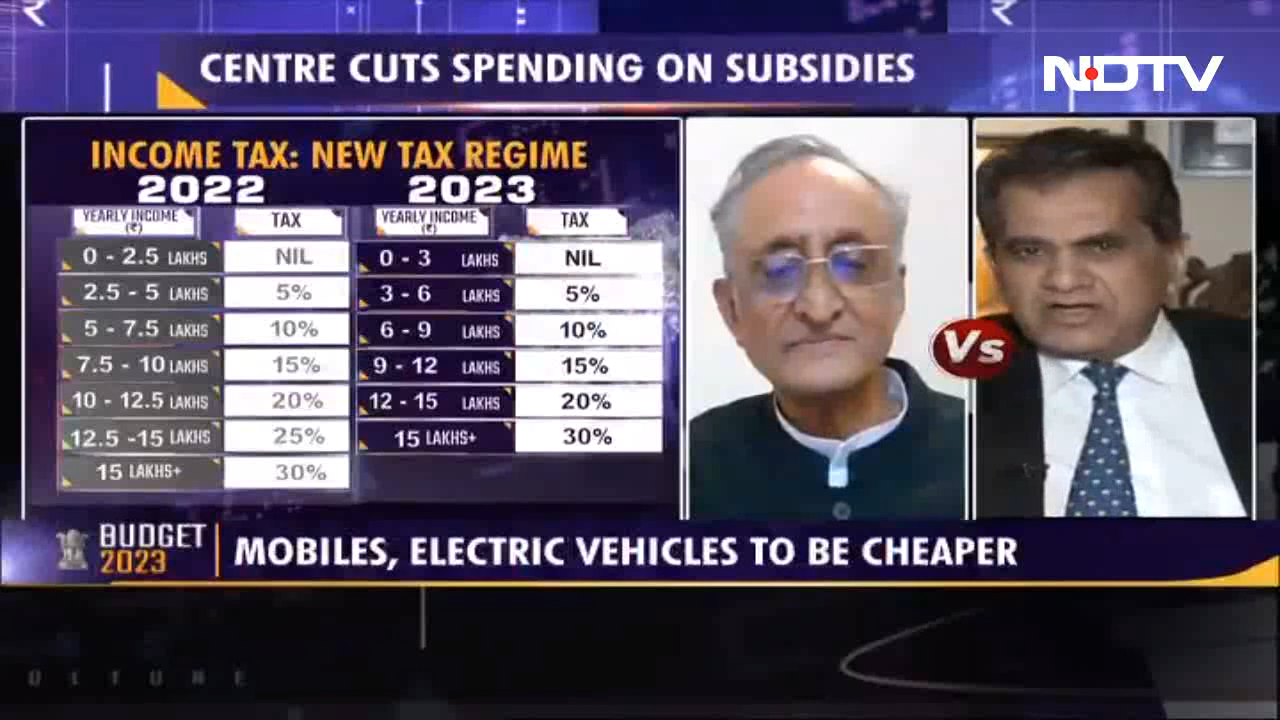 CENTRE CUTS SPENDING ON SUBSIDIES
NDTV
INCOME TAX: NEW TAX REGIME
2022 2023
YEARLY INCOME (₹) TAX YEARLY INCOME (₹) TAX
0 - 2.5 LAKHS NIL 0 - 3 LAKHS NIL
2.5 - 5 LAKHS 5% 3 - 6 LAKHS 5%
5 - 7.5 LAKHS 10% 6 - 9 LAKHS 10%
7.5 - 10 LAKHS 15% 9 - 12 LAKHS 15%
10 - 12.5 LAKHS 20% 12 - 15 LAKHS 20%
12.5 -15 LAKHS 25% 15 LAKHS+ 30%
15 LAKHS+ 30%
Vs
BUDGET
2023
MOBILES, ELECTRIC VEHICLES TO BE CHEAPER